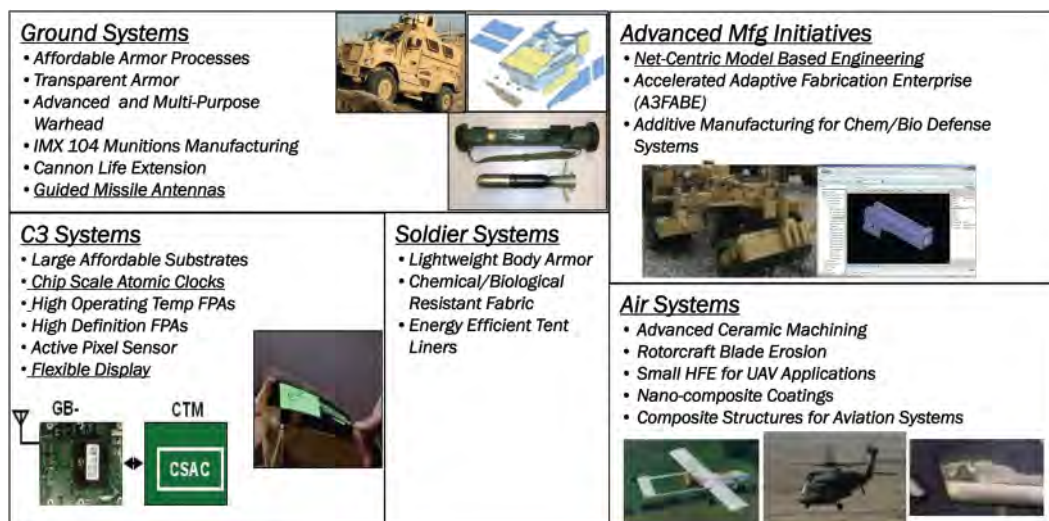 Ground Systems
• Affordable Armor Processes
• Transparent Armor
• Advanced and Multi-Purpose
Warhead
• IMX 104 Munitions Manufacturing
• Cannon Life Extension
• Guided Missile Antennas
Advanced Mfg Initiatives
• Net-Centric Model Based Engineering
• Accelerated Adaptive Fabrication Enterprise
(A3FABE)
• Additive Manufacturing for Chem/Bio Defense
Systems
C3 Systems
• Large Affordable Substrates
• Chip Scale Atomic Clocks
• High Operating Temp FPAs
• High Definition FPAs
• Active Pixel Sensor
• Flexible Display
GB-
CTM
CSAC
Soldier Systems
• Lightweight Body Armor
• Chemical/Biological
Resistant Fabric
• Energy Efficient Tent
Liners
Air Systems
• Advanced Ceramic Machining
• Rotorcraft Blade Erosion
• Small HFE for UAV Applications
• Nano-composite Coatings
• Composite Structures for Aviation Systems